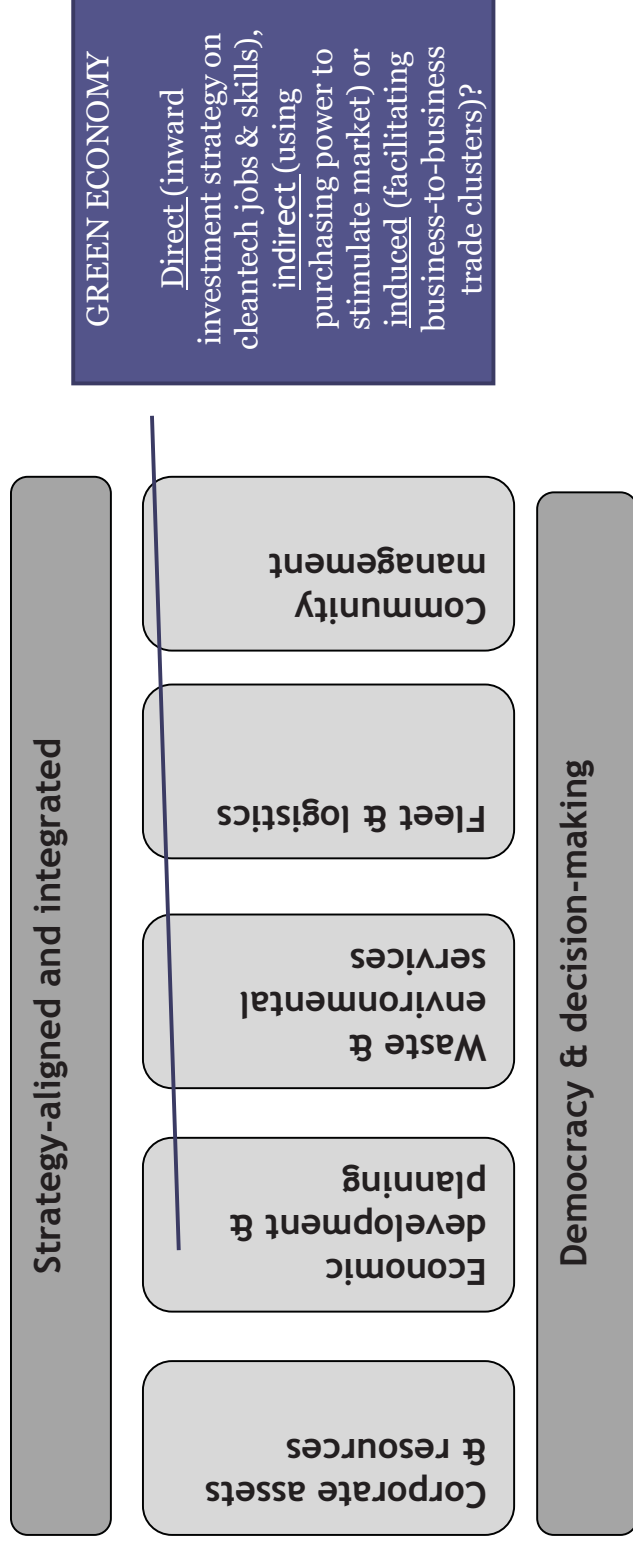 Strategy-aligned and integrated
Corporate assets
& resources
Economic
development &
planning
Waste &
environmental
services
Fleet & logistics
Community
management
Democracy & decision-making
GREEN ECONOMY
Direct (inward
investment strategy on
cleantech jobs & skills),
indirect (using
purchasing power to
stimulate market) or
induced (facilitating
business-to-business
trade clusters)?